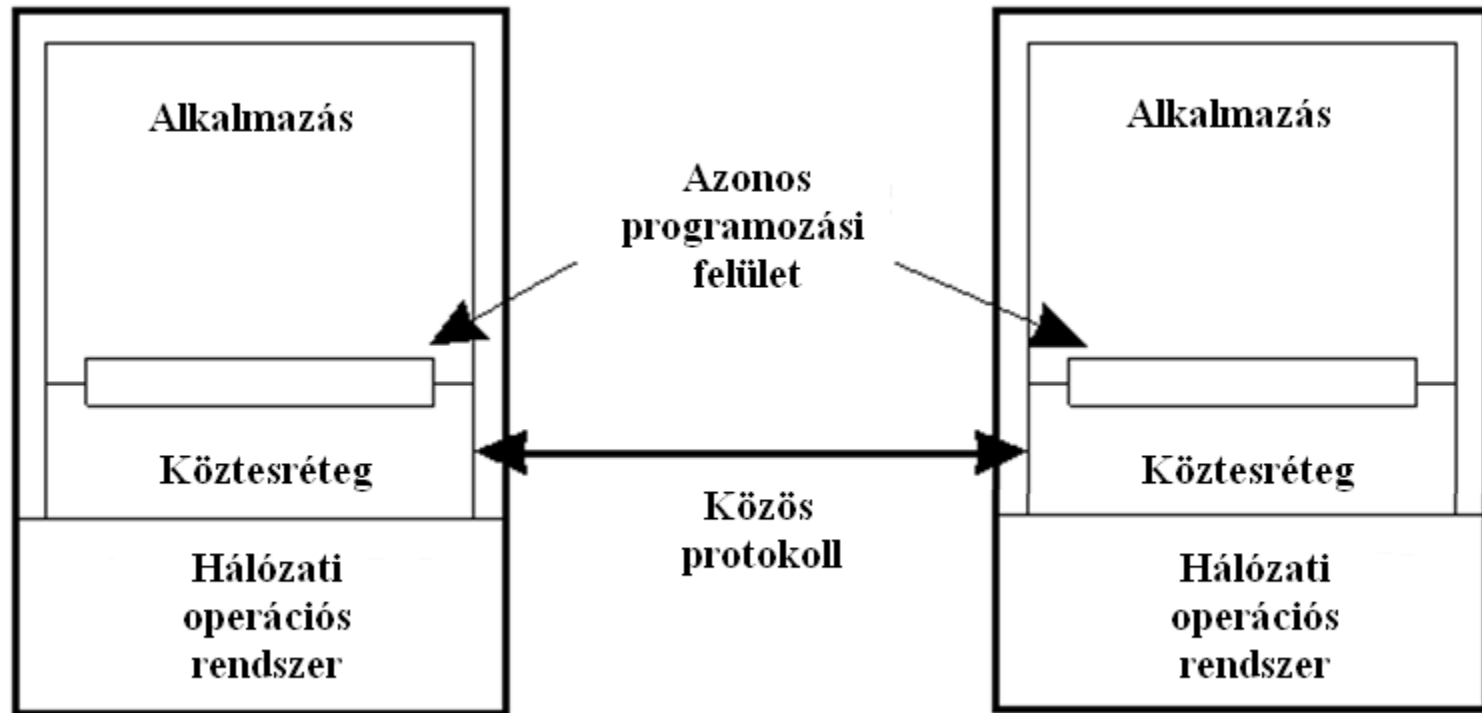 Alkalmazás
Alkalmazás
Azonos
programozási
felület
Köztesréteg
Köztesréteg
Közös
protokoll
Hálózati
operációs
rendszer
Hálózati
operációs
rendszer